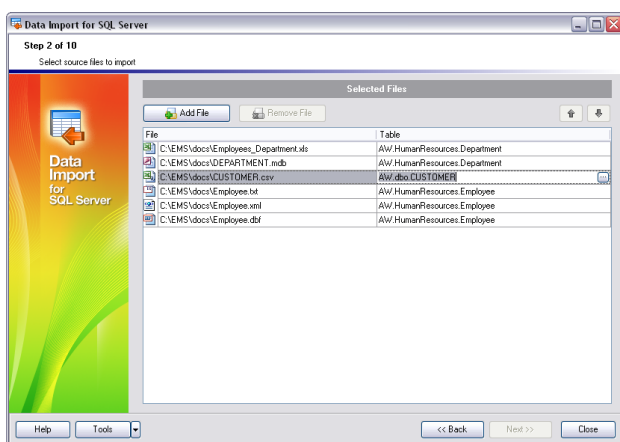 Data Import for SQL Server
Step 2 of 10
Select source files to import
Data
Import
for
SQL Server
Selected Files
Add File Remove File
File Table
C:\EMS\docs\Employees_Department.xls AW.HumanResources.Department
C:\EMS\docs\DEPARTMENT.mdb AW.HumanResources.Department
C:\EMS\docs\CUSTOMER.csv AW.dbo.CUSTOMER ...
C:\EMS\docs\Employee.txt AW.HumanResources.Employee
C:\EMS\docs\Employee.xml AW.HumanResources.Employee
C:\EMS\docs\Employee.dbf AW.HumanResources.Employee
Help Tools << Back Next >> Close